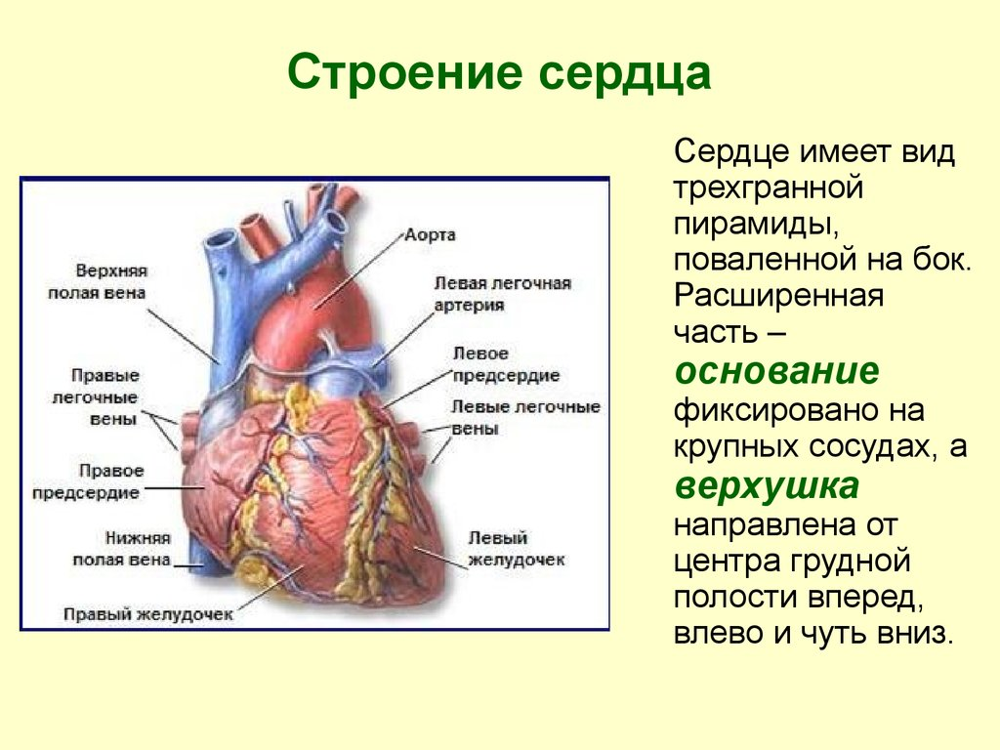 Строение сердца
Аорта
Верхняя
полая вена
Левая легочная
артерия
Левое
предсердие
Правые
легочные
вены
Левые легочные
вены
Правое
предсердие
Нижняя
полая вена
Левый
желудочек
Правый желудочек
Сердце имеет вид
трехгранной
пирамиды,
поваленной на бок.
Расширенная
часть –
основание
фиксировано на
крупных сосудах, а
верхушка
направлена от
центра грудной
полости вперед,
влево и чуть вниз.